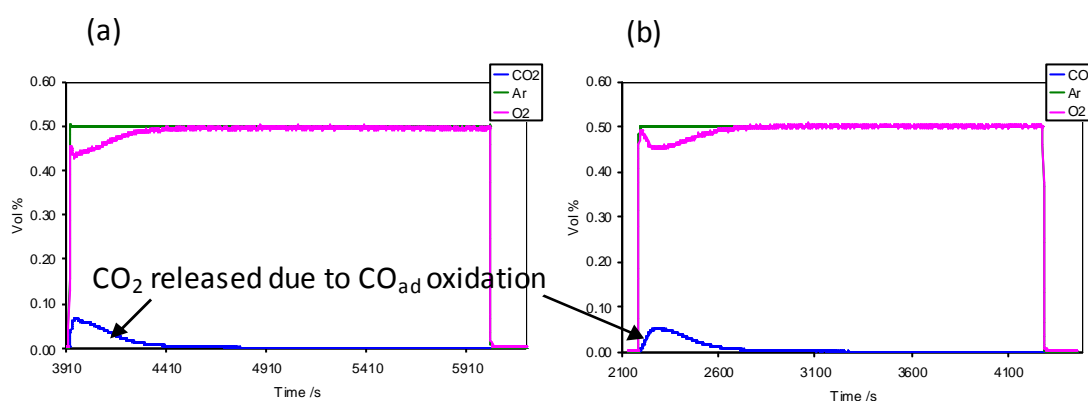 (a)
(b)
CO2
Ar
O2
0.60
0.50
0.40
0.30
0.20
0.10
0.00
Vol %
3910
4410
4910
5410
5910
Time /s
CO
Ar
O2
0.60
0.50
0.40
0.30
0.20
0.10
0.00
Vol %
2100
2600
3100
3600
4100
Time /s
CO₂ released due to COad oxidation